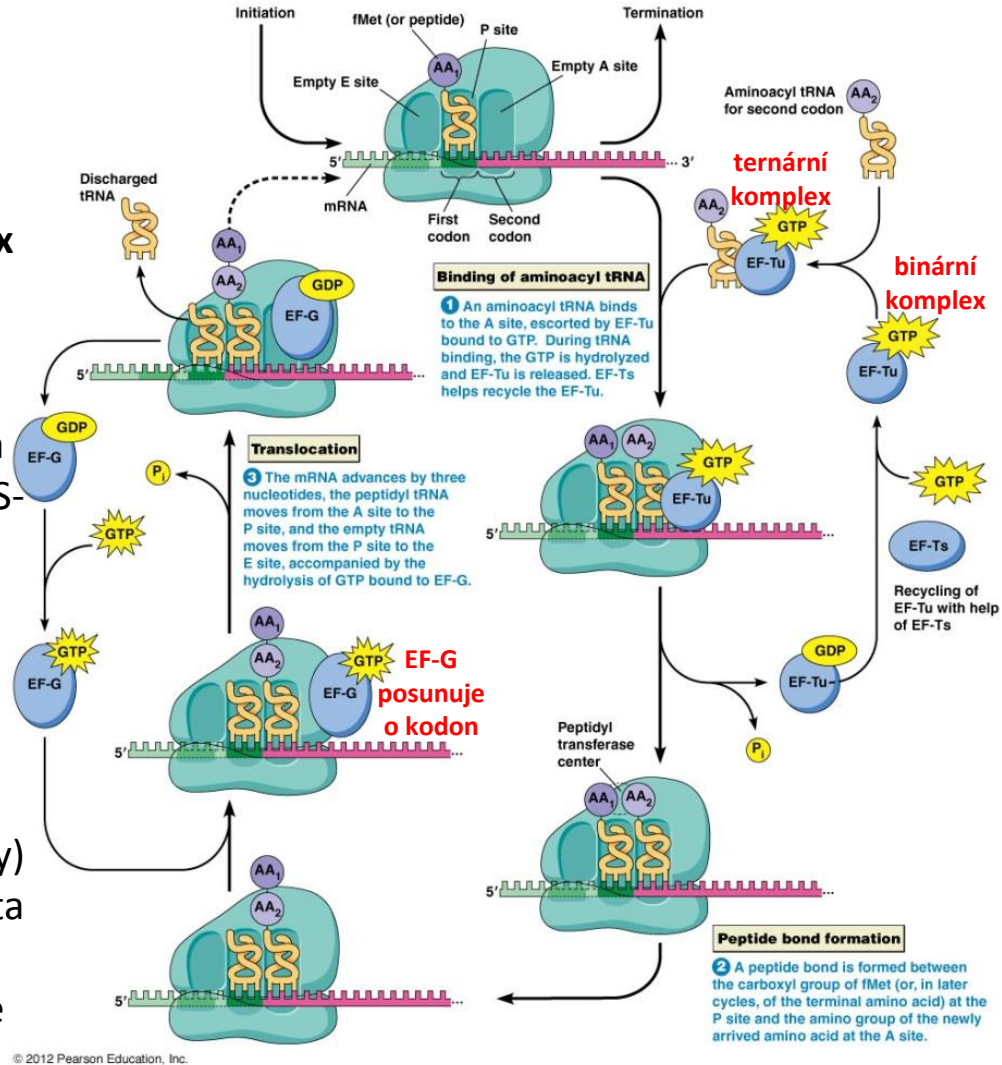 Initiation
fMet (or peptide)
P site
Termination
AA1
Empty E site
Empty A site
Aminoacyl tRNA
for second codon
AA2
5′
... 3′
mRNA
First
codon
Second
codon
ternární
komplex
AA2
GTP
EF-Tu
binární
komplex
GTP
EF-Tu
Discharged
tRNA
x
AA1
AA2
GDP
EF-G
5′
...
Binding of aminoacyl tRNA
1 An aminoacyl tRNA binds
to the A site, escorted by EF-Tu
bound to GTP. During tRNA
binding, the GTP is hydrolyzed
and EF-Tu is released. EF-Ts
helps recycle the EF-Tu.
GDP
EF-G
S-
Pi
GTP
Translocation
3 The mRNA advances by three
nucleotides, the peptidyl tRNA
moves from the A site to the
P site, and the empty tRNA
moves from the P site to the
E site, accompanied by the
hydrolysis of GTP bound to EF-G.
AA1
AA2
GTP
EF-Tu
5′
...
GTP
EF-Ts
Recycling of
EF-Tu with help
of EF-Ts
GTP
EF-G
AA1
AA2
GTP
EF-G
EF-G
posunuje
o kodon
5′
...
GDP
EF-Tu
Pi
Peptidyl
transferase
center
AA1
AA2
5′
...
y)
ta
AA1
AA2
5′
...
Peptide bond formation
2 A peptide bond is formed between
the carboxyl group of fMet (or, in later
cycles, of the terminal amino acid) at the
P site and the amino group of the newly
arrived amino acid at the A site.
e
© 2012 Pearson Education, Inc.